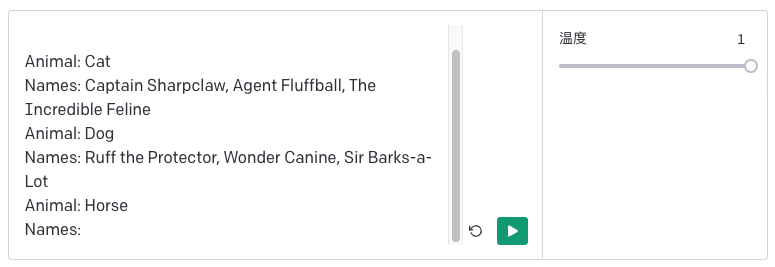 Animal: Cat
Names: Captain Sharpclaw, Agent Fluffball, The
Incredible Feline
Animal: Dog
Names: Ruff the Protector, Wonder Canine, Sir Barks-a-
Lot
Animal: Horse
Names:
温度 1